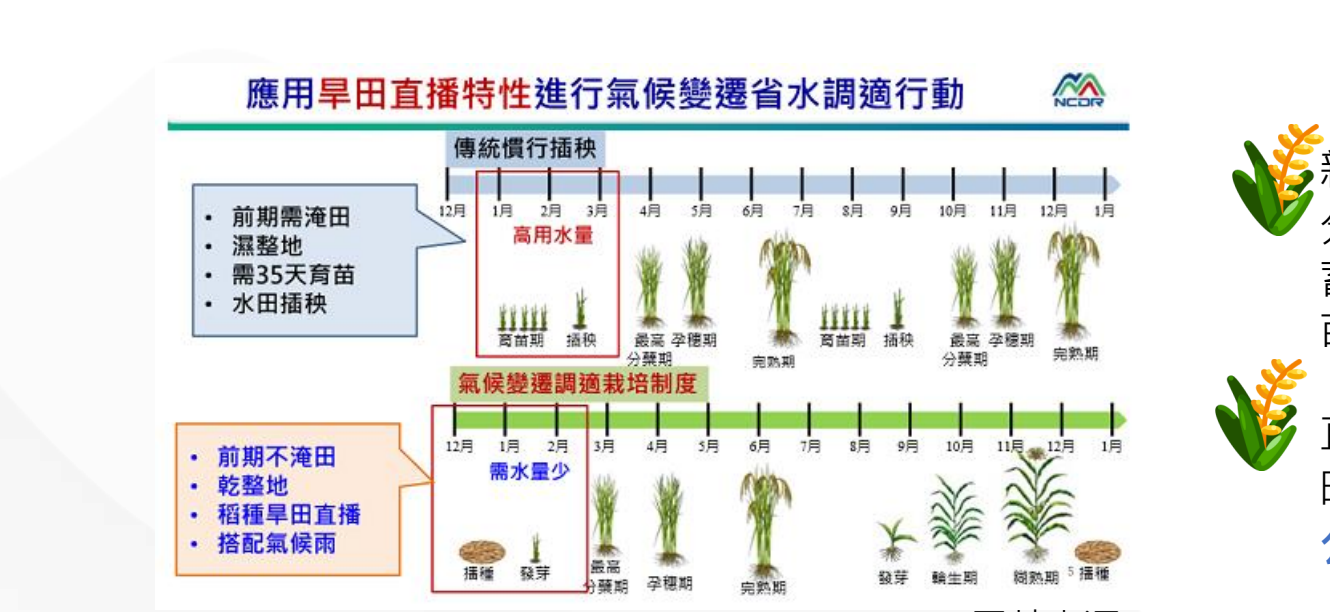 應用旱田直播特性進行氣候變遷省水調適行動
NCDR
傳統慣行插秧
• 前期需淹田
• 濕整地
• 需35天育苗
• 水田插秧
12月 1月 2月 3月 4月 5月 6月 7月 8月 9月 10月 11月 12月 1月
高用水量
育苗期 插秧 最高分蘗期 孕穗期 完熟期 育苗期 插秧 最高分蘗期 孕穗期 完熟期
氣候變遷調適栽培制度
• 前期不淹田
• 乾整地
• 稻種旱田直播
• 搭配氣候雨
12月 1月 2月 3月 4月 5月 6月 7月 8月 9月 10月 11月 12月 1月
需水量少
播種 發芽 最高分蘗期 孕穗期 完熟期 發芽 輪生期 糊熟期 5 播種